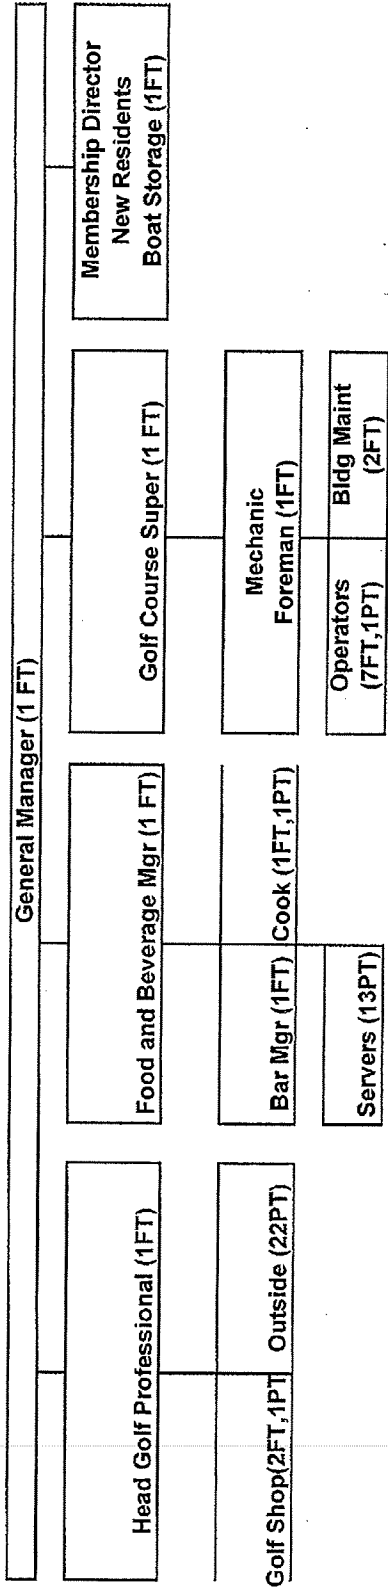 General Manager (1 FT)
Head Golf Professional (1FT)
Food and Beverage Mgr (1 FT)
Golf Course Super (1 FT)
Membership Director
New Residents
Boat Storage (1FT)
Golf Shop(2FT,1PT
Outside (22PT)
Bar Mgr (1FT)
Cook (1FT,1PT)
Mechanic
Foreman (1FT)
Servers (13PT)
Operators
(7FT,1PT)
Bldg Maint
(2FT)